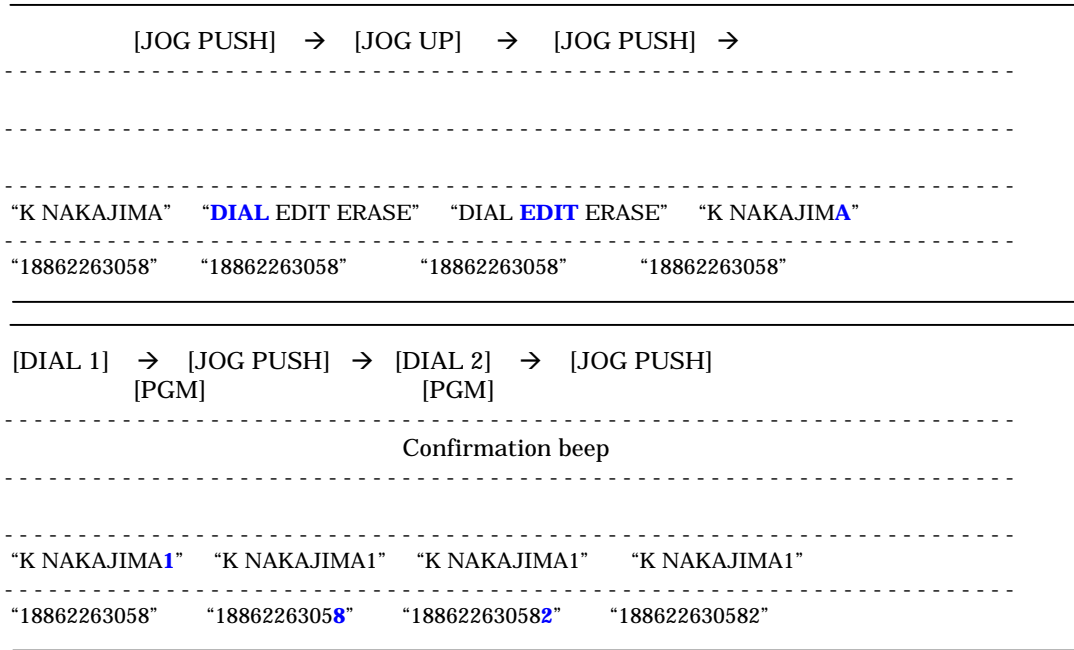 [JOG PUSH] → [JOG UP] → [JOG PUSH] →
“K NAKAJIMA” “DIAL EDIT ERASE” “DIAL EDIT ERASE” “K NAKAJIMA”
“18862263058” “18862263058” “18862263058” “18862263058”
[DIAL 1] → [JOG PUSH] → [DIAL 2] → [JOG PUSH]
[PGM] [PGM]
Confirmation beep
“K NAKAJIMA1” “K NAKAJIMA1” “K NAKAJIMA1” “K NAKAJIMA1”
“18862263058” “18862263058” “188622630582” “188622630582”